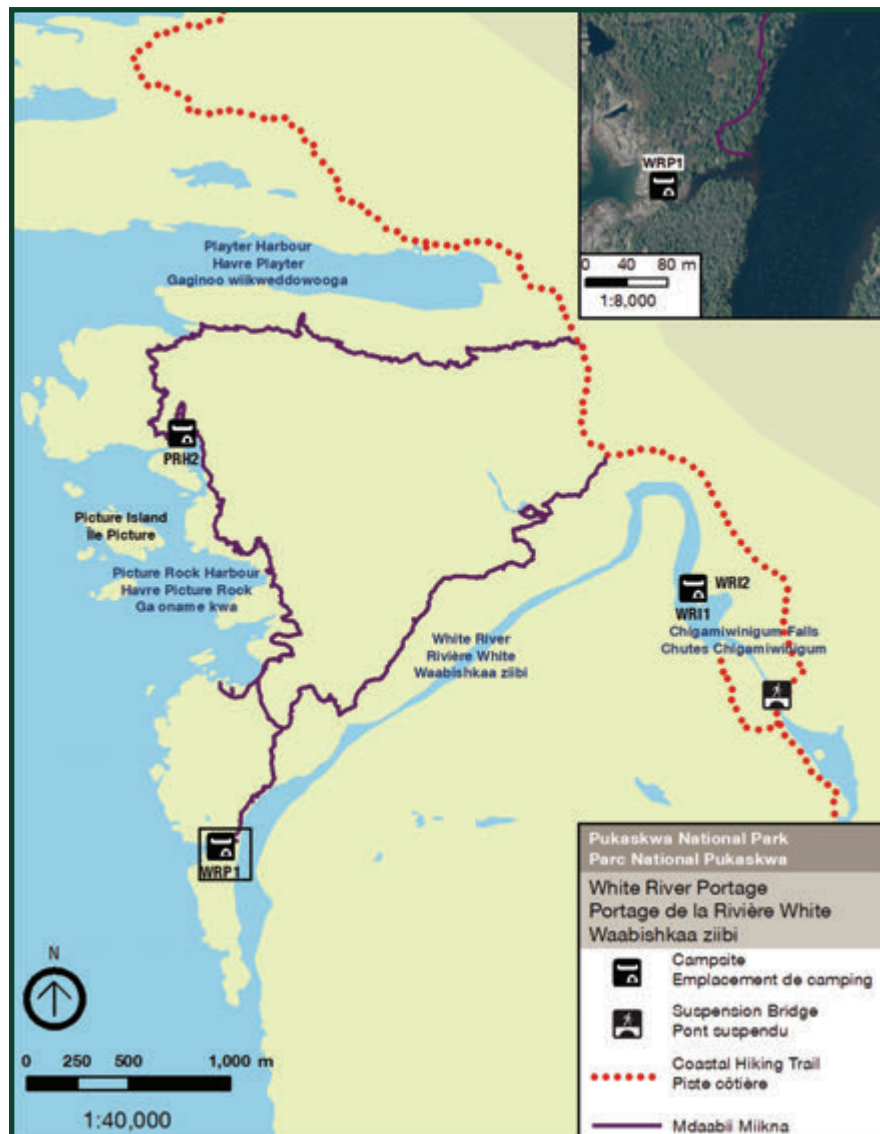 WRP1
0 40 80 m
1:8,000
Playter Harbour
Havre Playter
Gaginoo wiikweddowooga
PRH2
Picture Island
Île Picture
Picture Rock Harbour
Havre Picture Rock
Ga oname kwa
White River
Rivière White
Waabishkaa ziibi
WRI2
WRI1
Chigamiwinigum Falls
Chutes Chigamiwinigum
WRP1
N
0 250 500 1,000 m
1:40,000
Pukaskwa National Park
Parc National Pukaskwa
White River Portage
Portage de la Rivière White
Waabishkaa ziibi
Campsite
Emplacement de camping
Suspension Bridge
Pont suspendu
Coastal Hiking Trail
Piste côtière
Mdaabii Miikna